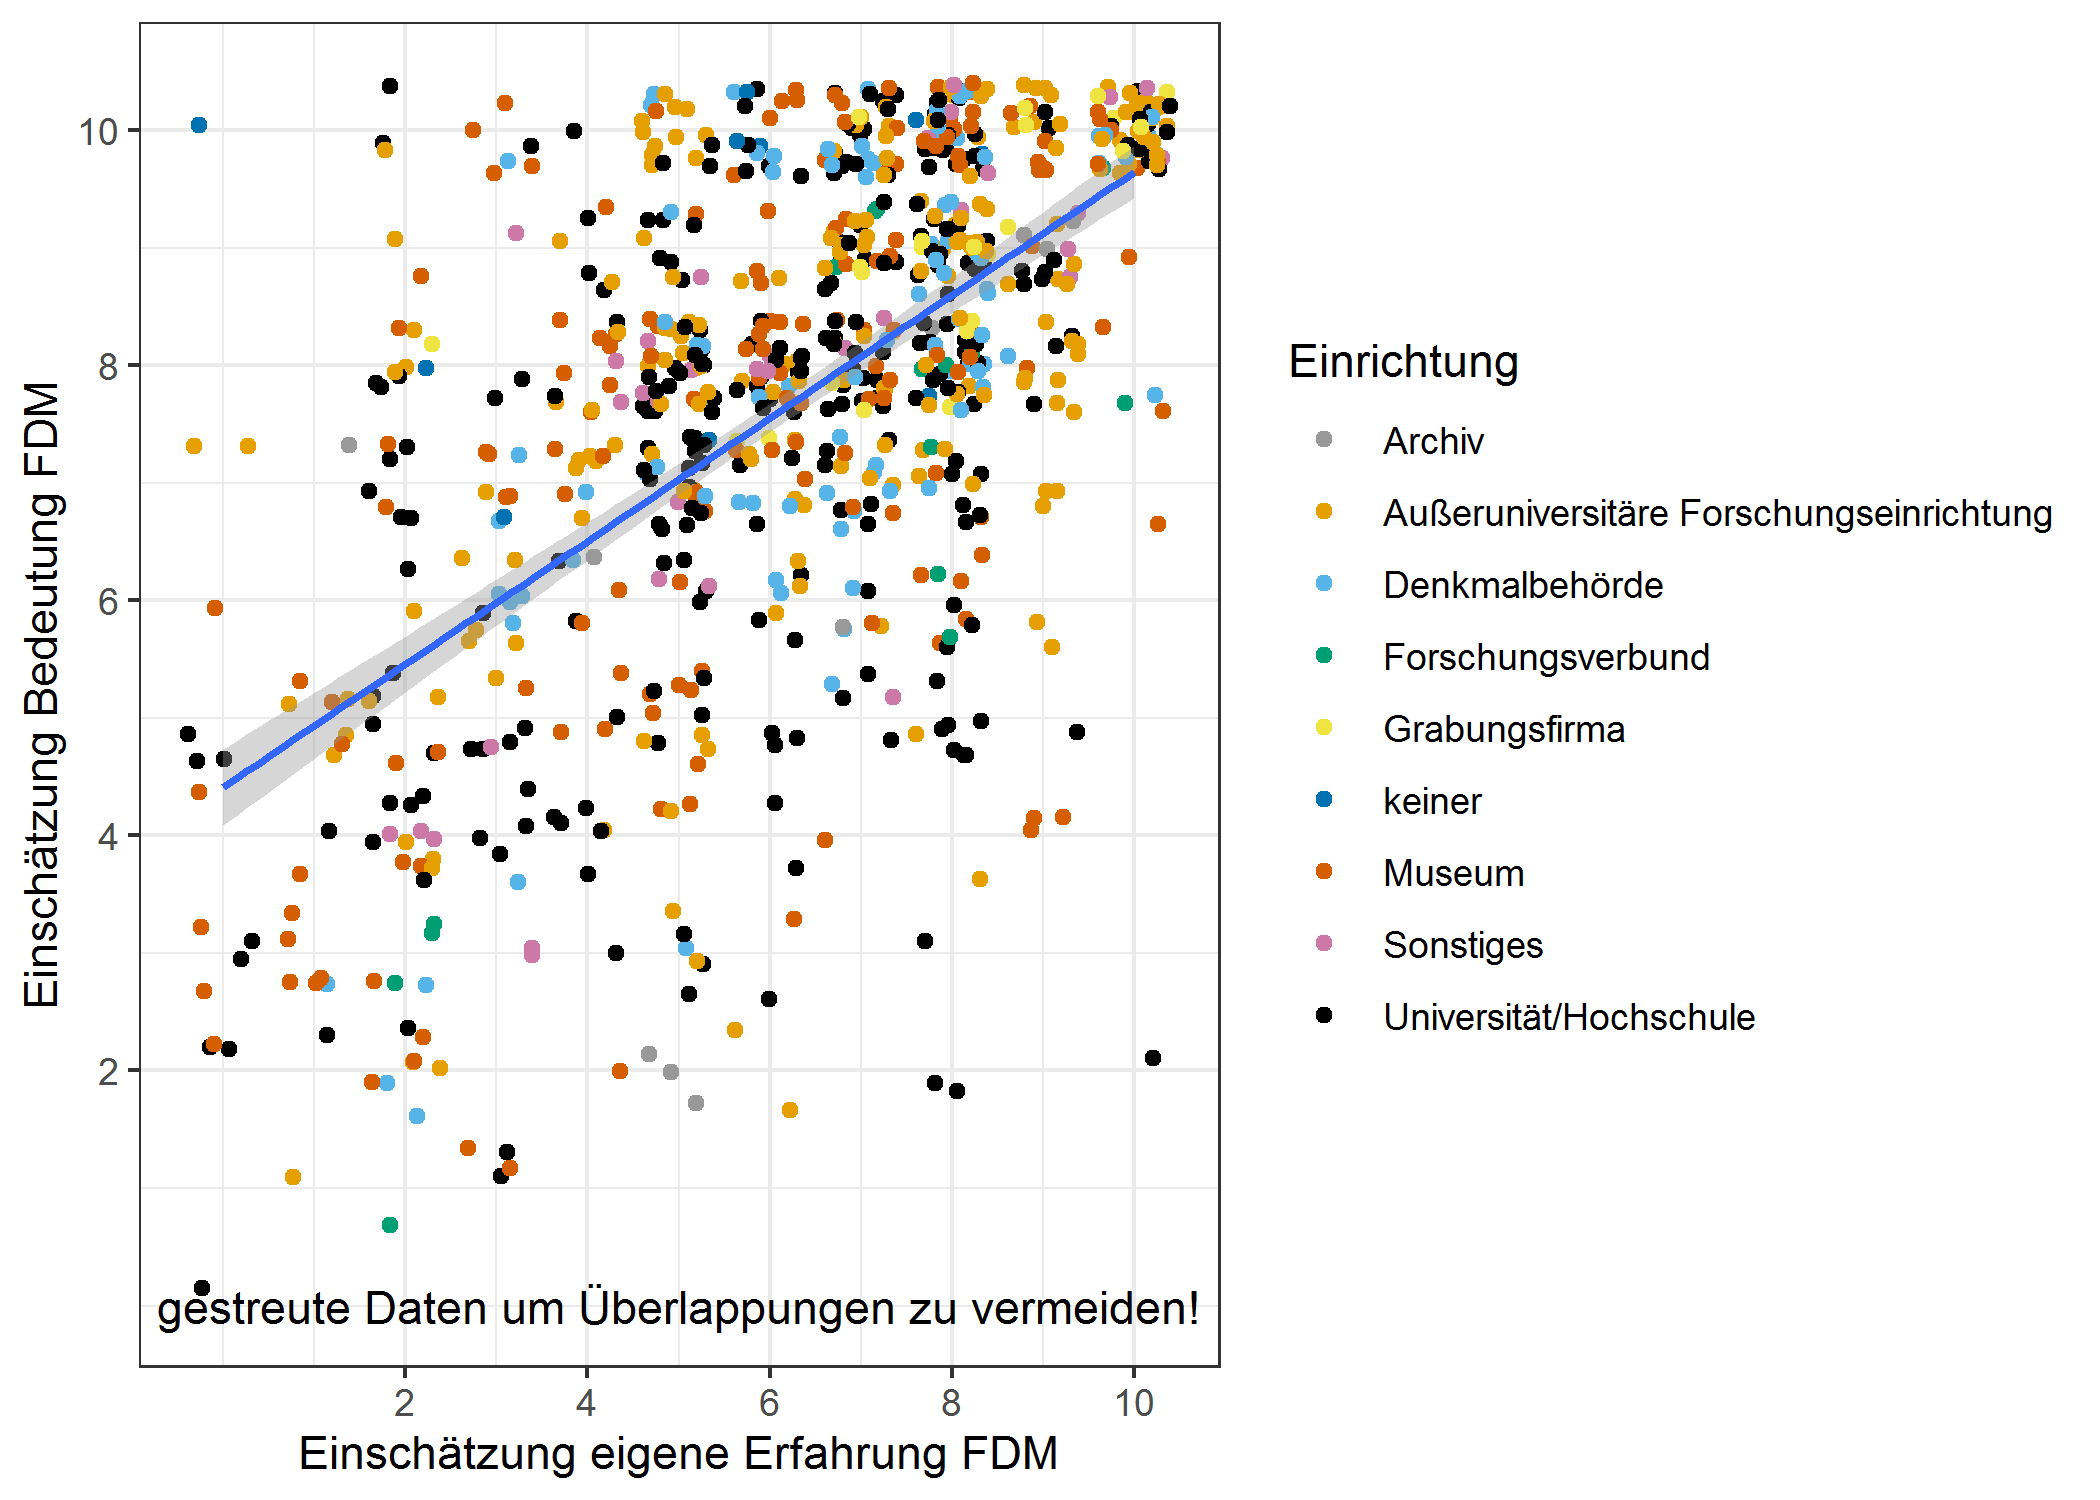 10
8
6
4
2
Einschätzung Bedeutung FDM
gestreute Daten um Überlappungen zu vermeiden!
2 4 6 8 10
Einschätzung eigene Erfahrung FDM
Einrichtung
Archiv
Außeruniversitäre Forschungseinrichtung
Denkmalbehörde
Forschungsverbund
Grabungsfirma
keiner
Museum
Sonstiges
Universität/Hochschule